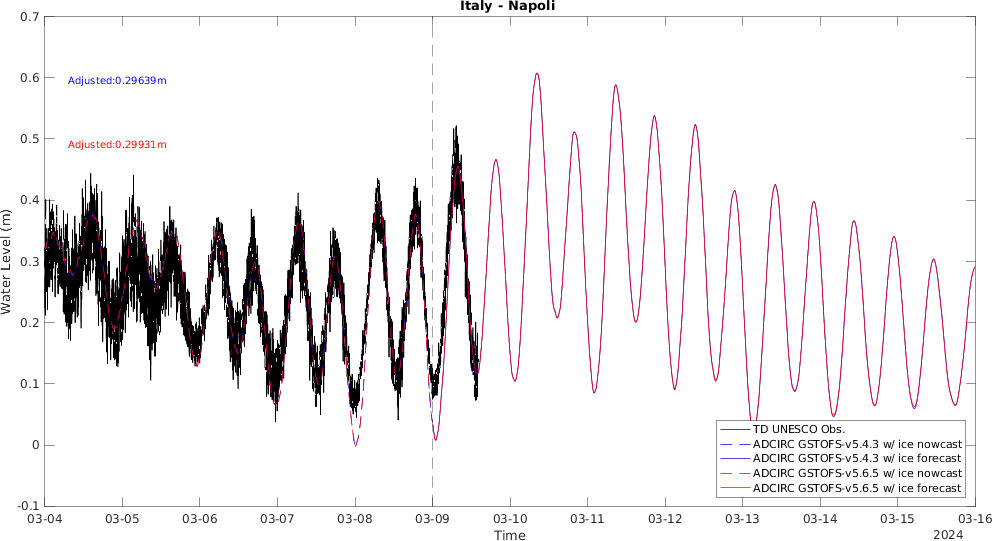 Italy - Napoli
0.7
0.6
0.5
0.4
0.3
0.2
0.1
0
-0.1
Water Level (m)
Adjusted:0.29639m
Adjusted:0.29931m
TD UNESCO Obs.
ADCIRC GSTOFS-v5.4.3 w/ ice nowcast
ADCIRC GSTOFS-v5.4.3 w/ ice forecast
ADCIRC GSTOFS-v5.6.5 w/ ice nowcast
ADCIRC GSTOFS-v5.6.5 w/ ice forecast
03-04 03-05 03-06 03-07 03-08 03-09 03-10 03-11 03-12 03-13 03-14 03-15 03-16
Time
2024